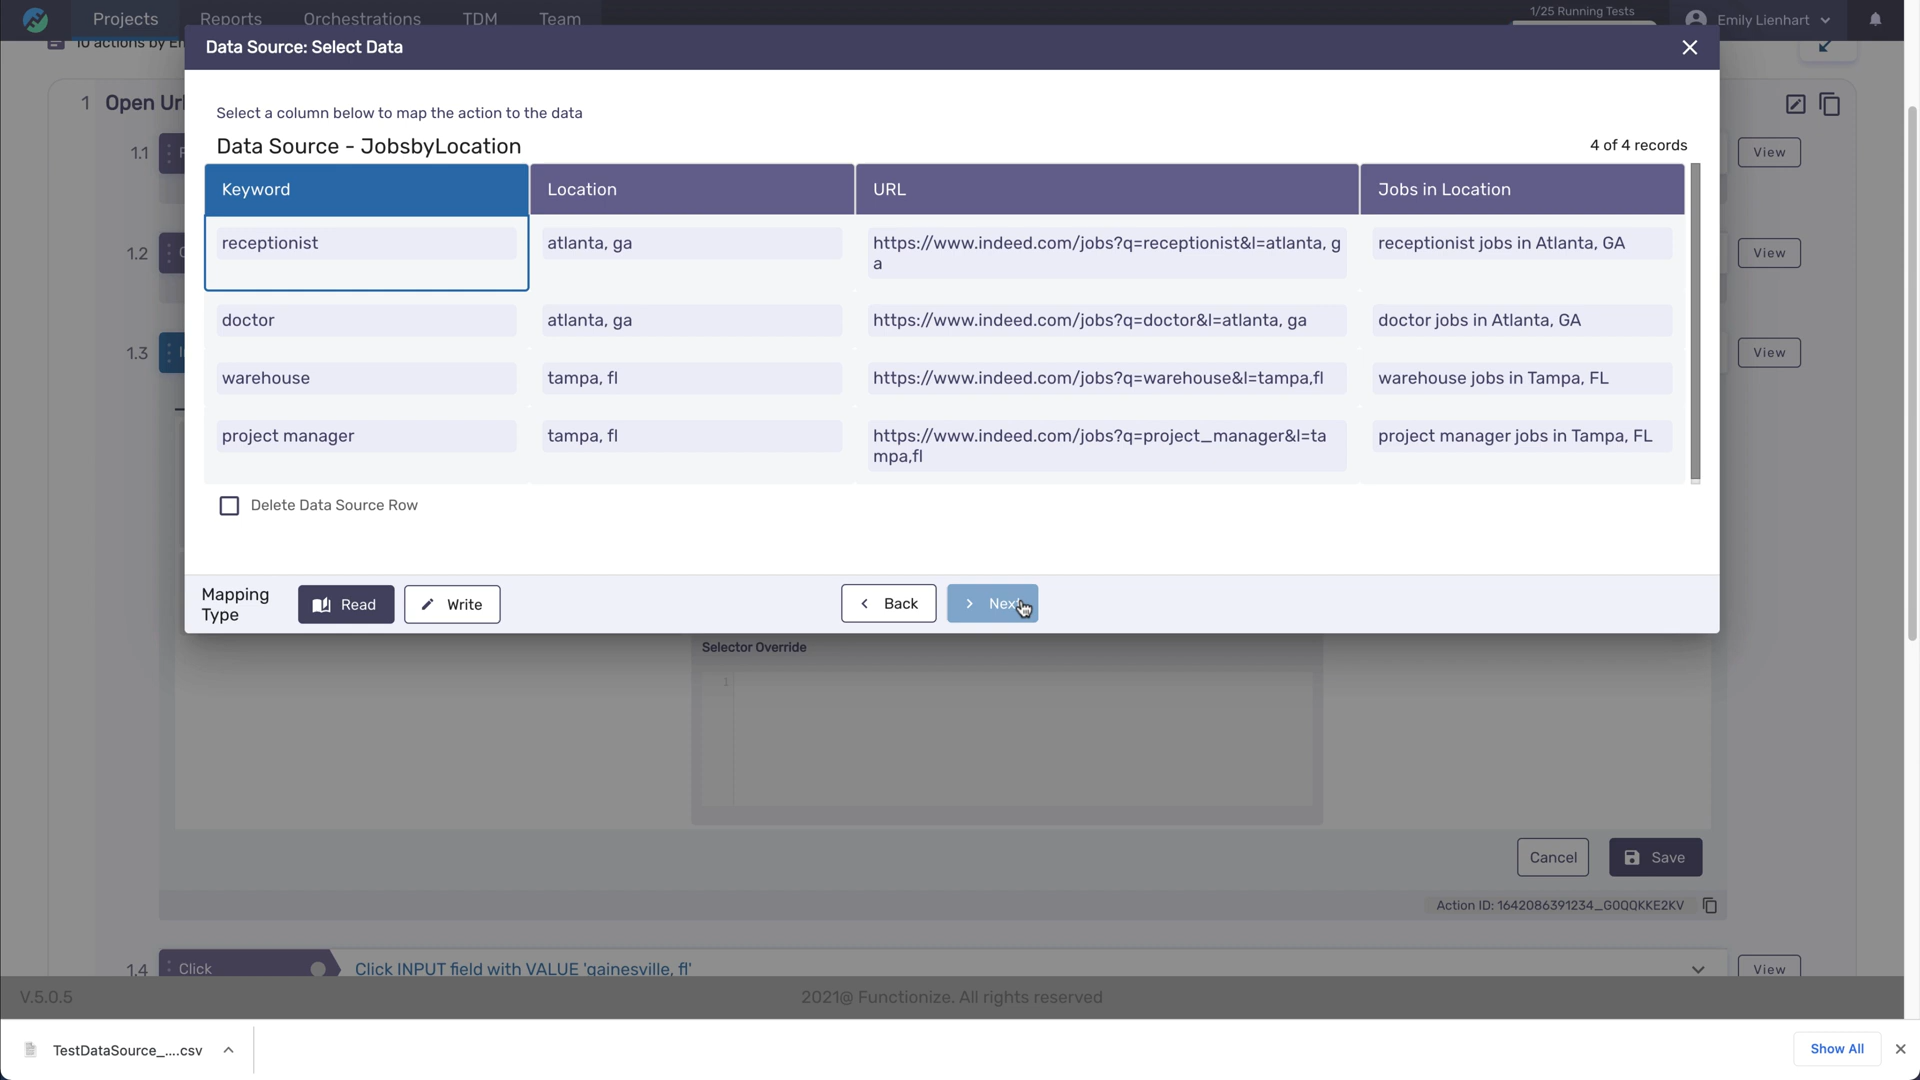 Projects
Reports
Orchestrations
TDM
Team
1/25 Running Tests
Emily Lienhart
10 actions by
Data Source: Select Data
1
Select a column below to map the action to the data
Data Source - JobsbyLocation
4 of 4 records
1.1
View
Keyword Location URL Jobs in Location
receptionist atlanta, ga https://www.indeed.com/jobs?q=receptionist&l=atlanta, g receptionist jobs in Atlanta, GA
a
1.2
View
doctor atlanta, ga https://www.indeed.com/jobs?q=doctor&l=atlanta, ga doctor jobs in Atlanta, GA
1.3
View
warehouse tampa, fl https://www.indeed.com/jobs?q=warehouse&l=tampa,fl warehouse jobs in Tampa, FL
project manager tampa, fl https://www.indeed.com/jobs?q=project_manager&l=ta project manager jobs in Tampa, FL
mpa,fl
Delete Data Source Row
Mapping
Type
Read
Write
Back
Selector Override
1
Cancel
Save
Action ID: 1642086391234_G0QQKKE2KV
1.4
Click
Click INPUT field with VALUE 'gainesville, fl'
View
V.5.0.5
2021@ Functionize. All rights reserved
TestDataSource_....csv
Show All